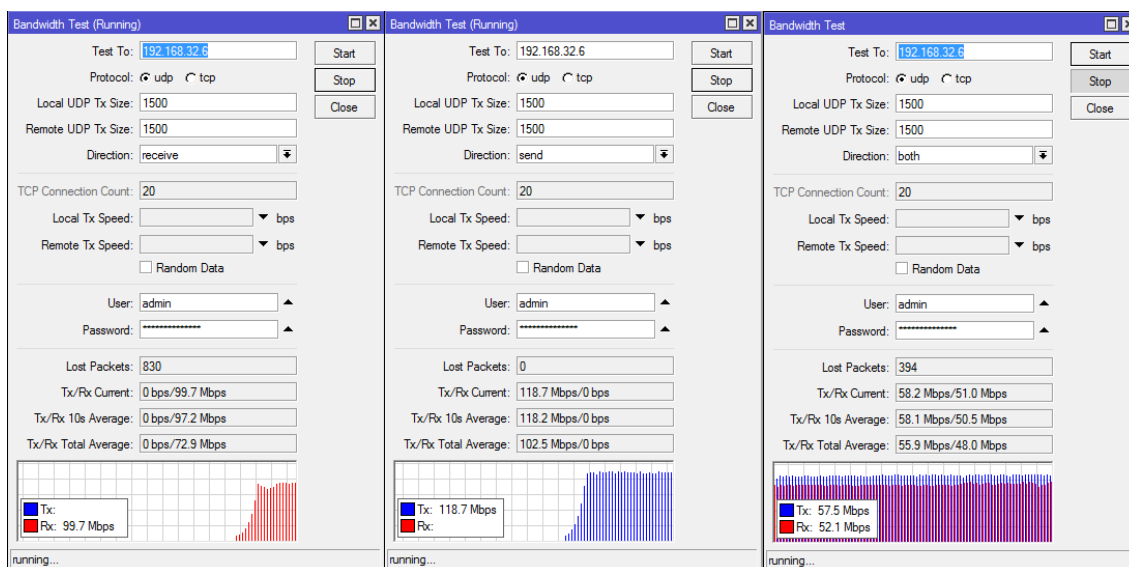 Bandwidth Test (Running)
Test To: 192.168.32.6
Start
Protocol: udp tcp
Stop
Local UDP Tx Size: 1500
Close
Remote UDP Tx Size: 1500
Direction: receive
TCP Connection Count: 20
Local Tx Speed: bps
Remote Tx Speed: bps
Random Data
User: admin
Password: **************
Lost Packets: 830
Tx/Rx Current: 0 bps/99.7 Mbps
Tx/Rx 10s Average: 0 bps/97.2 Mbps
Tx/Rx Total Average: 0 bps/72.9 Mbps
Tx:
Rx: 99.7 Mbps
running...
Bandwidth Test (Running)
Test To: 192.168.32.6
Start
Protocol: udp tcp
Stop
Local UDP Tx Size: 1500
Close
Remote UDP Tx Size: 1500
Direction: send
TCP Connection Count: 20
Local Tx Speed: bps
Remote Tx Speed: bps
Random Data
User: admin
Password: **************
Lost Packets: 0
Tx/Rx Current: 118.7 Mbps/0 bps
Tx/Rx 10s Average: 118.2 Mbps/0 bps
Tx/Rx Total Average: 102.5 Mbps/0 bps
Tx: 118.7 Mbps
Rx:
running...
Bandwidth Test
Test To: 192.168.32.6
Start
Protocol: udp tcp
Stop
Local UDP Tx Size: 1500
Close
Remote UDP Tx Size: 1500
Direction: both
TCP Connection Count: 20
Local Tx Speed: bps
Remote Tx Speed: bps
Random Data
User: admin
Password: **************
Lost Packets: 394
Tx/Rx Current: 58.2 Mbps/51.0 Mbps
Tx/Rx 10s Average: 58.1 Mbps/50.5 Mbps
Tx/Rx Total Average: 55.9 Mbps/48.0 Mbps
Tx: 57.5 Mbps
Rx: 52.1 Mbps
running...